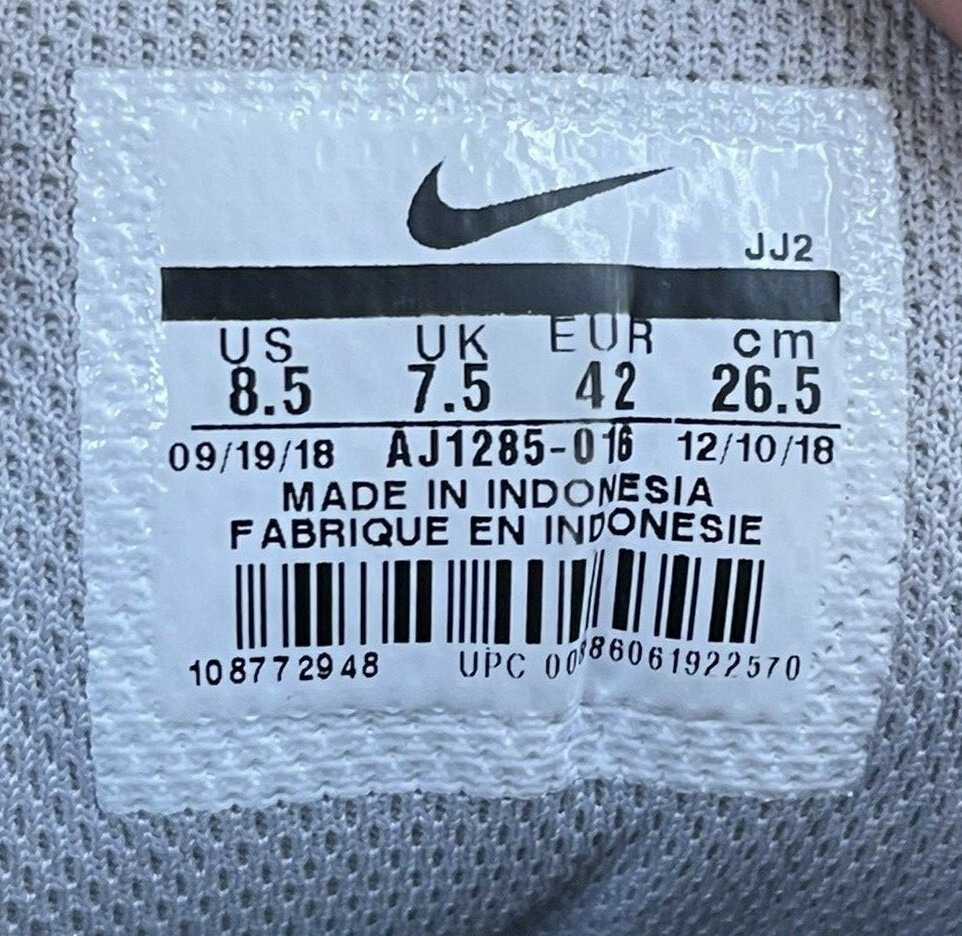 JJ2
US UK EUR cm
8.5 7.5 42 26.5
09/19/18 AJ1285-016 12/10/18
MADE IN INDONESIA
FABRIQUE EN INDONESIE
108772948 UPC 00886061922570